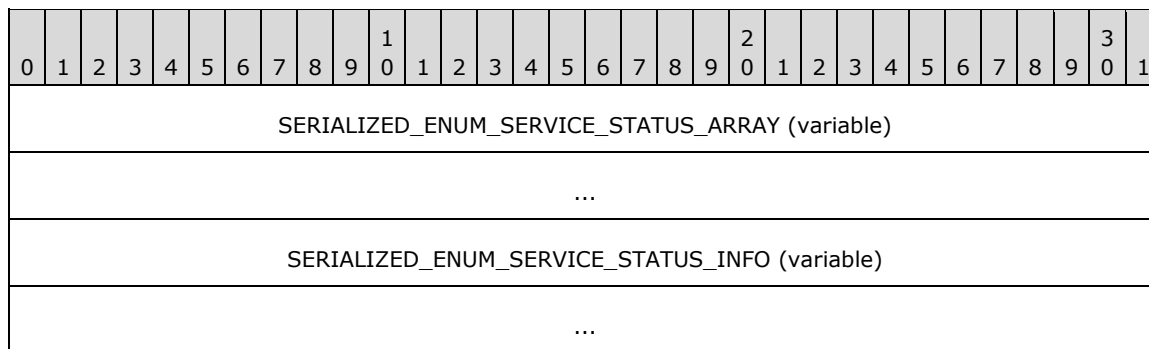 1 2 3
0 1 2 3 4 5 6 7 8 9 0 1 2 3 4 5 6 7 8 9 0 1 2 3 4 5 6 7 8 9 0 1
SERIALIZED_ENUM_SERVICE_STATUS_ARRAY (variable)
...
SERIALIZED_ENUM_SERVICE_STATUS_INFO (variable)
...